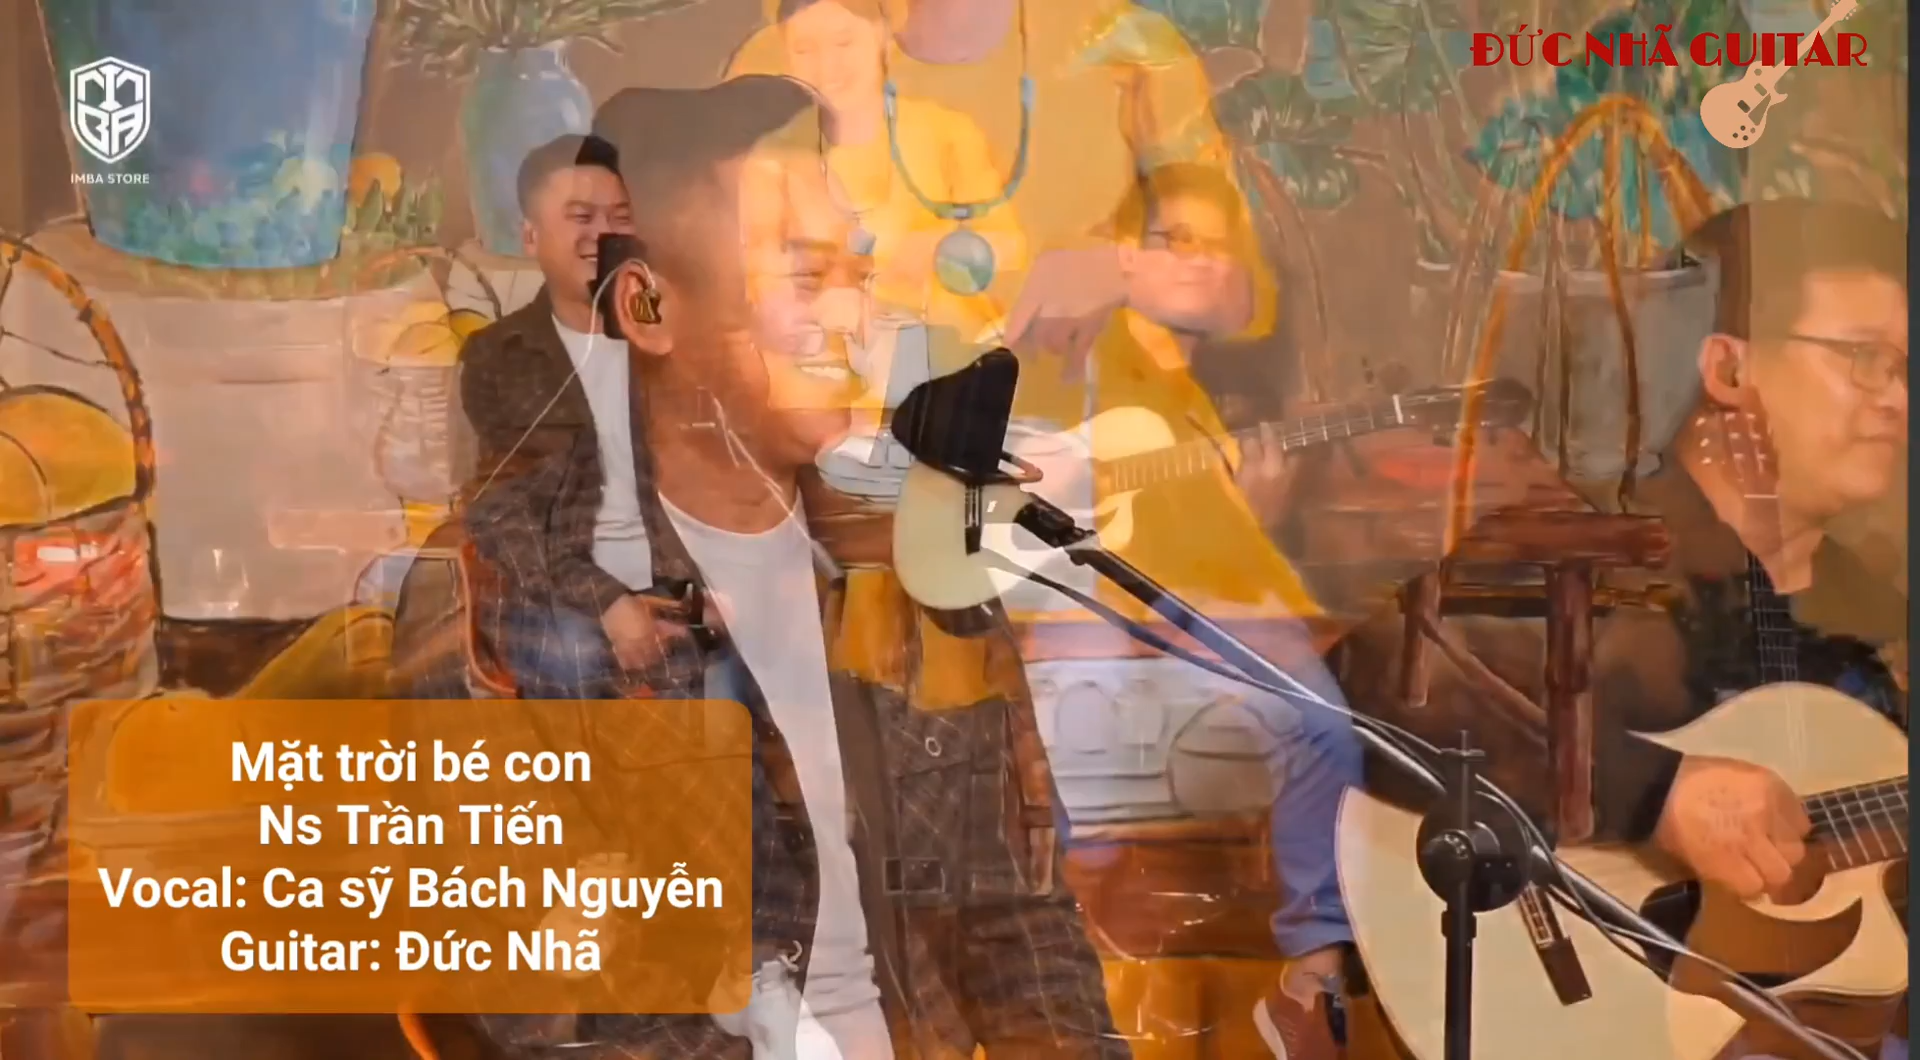 IMBA STORE
ĐỨC NHÃ GUITAR
Mặt trời bé con
Ns Trần Tiến
Vocal: Ca sỹ Bách Nguyễn
Guitar: Đức Nhã